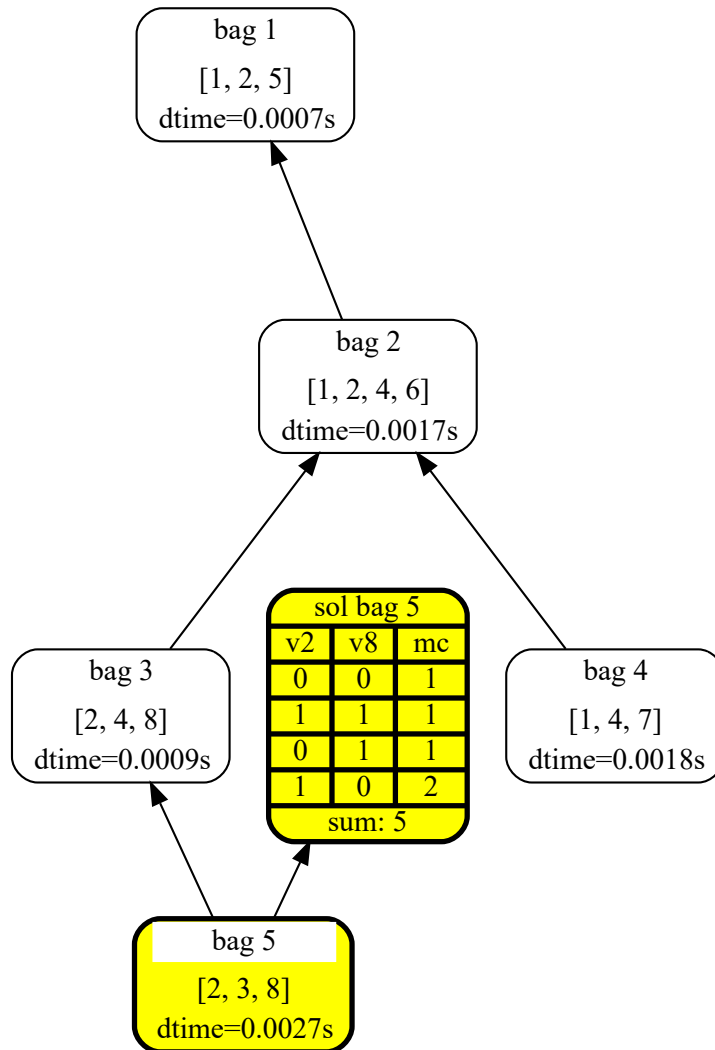 bag 1
[1, 2, 5]
dtime=0.0007s
bag 2
[1, 2, 4, 6]
dtime=0.0017s
bag 3
[2, 4, 8]
dtime=0.0009s
sol bag 5
v2 v8 mc
0 0 1
1 1 1
0 1 1
1 0 2
sum: 5
bag 4
[1, 4, 7]
dtime=0.0018s
bag 5
[2, 3, 8]
dtime=0.0027s